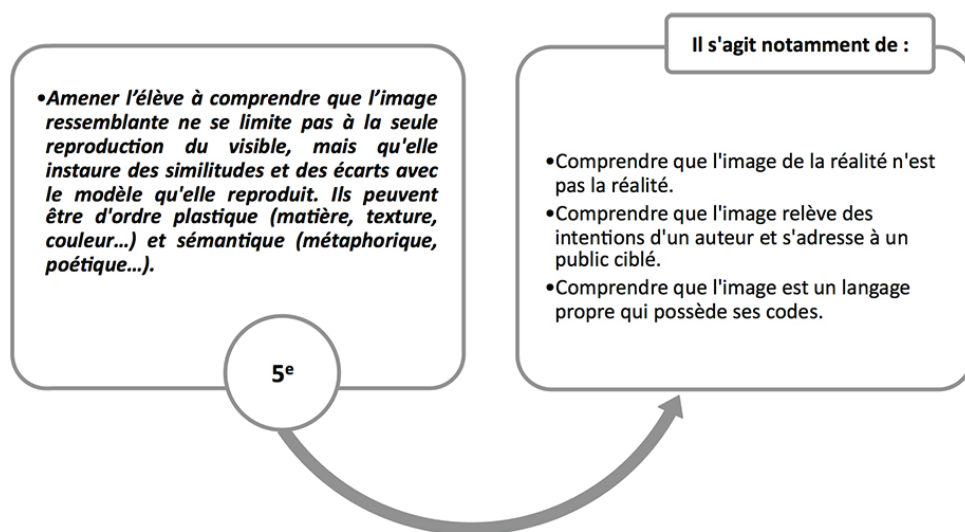 •Amener l’élève à comprendre que l’image
ressemblante ne se limite pas à la seule
reproduction du visible, mais qu'elle
instaure des similitudes et des écarts avec
le modèle qu'elle reproduit. Ils peuvent
être d'ordre plastique (matière, texture,
couleur…) et sémantique (métaphorique,
poétique…).
5e
Il s'agit notamment de :
•Comprendre que l'image de la réalité n'est
pas la réalité.
•Comprendre que l'image relève des
intentions d'un auteur et s'adresse à un
public ciblé.
•Comprendre que l'image est un langage
propre qui possède ses codes.